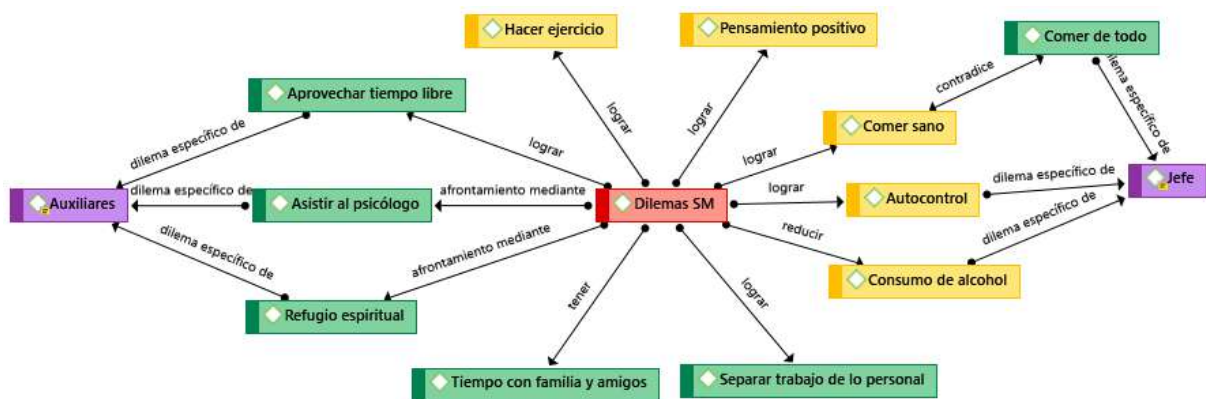 Hacer ejercicio
Pensamiento positivo
Comer de todo
Aprovechar tiempo libre
lograr
lograr
contradice
dilema específico de
Comer sano
dilema específico de
lograr
lograr
Auxiliares
dilema específico de
Asistir al psicólogo
afrontamiento mediante
Dilemas SM
lograr
Autocontrol
dilema específico de
Jefe
dilema específico de
afrontamiento mediante
reducir
dilema específico de
Consumo de alcohol
Refugio espiritual
tener
lograr
Tiempo con familia y amigos
Separar trabajo de lo personal